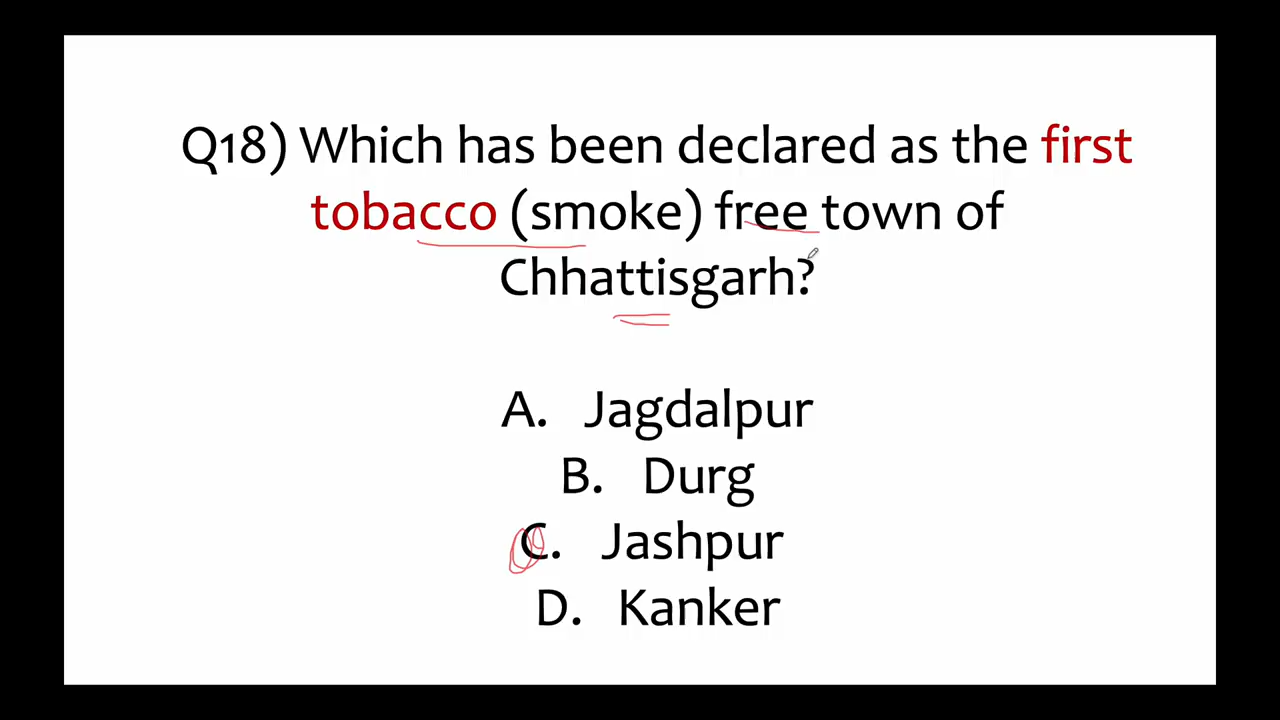 Q18) Which has been declared as the first
tobacco (smoke) free town of
Chhattisgarh?
A. Jagdalpur
B. Durg
C. Jashpur
D. Kanker